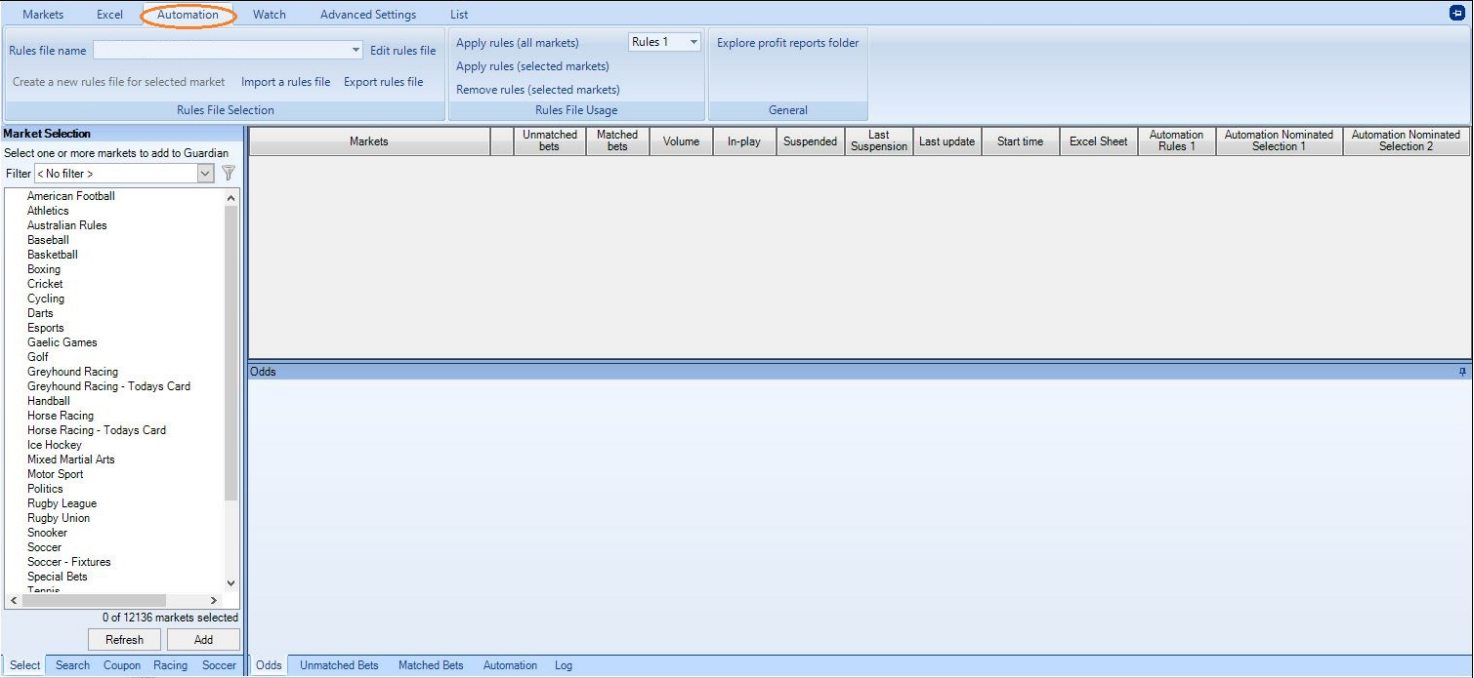 Markets Excel Automation Watch Advanced Settings List
Rules file name Edit rules file
Create a new rules file for selected market Import a rules file Export rules file
Rules File Selection
Apply rules (all markets) Rules 1
Apply rules (selected markets)
Remove rules (selected markets)
Rules File Usage
Explore profit reports folder
General
Market Selection
Select one or more markets to add to Guardian
Filter < No filter >
American Football
Athletics
Australian Rules
Baseball
Basketball
Boxing
Cricket
Cycling
Darts
Esports
Gaelic Games
Golf
Greyhound Racing
Greyhound Racing - Todays Card
Handball
Horse Racing
Horse Racing - Todays Card
Ice Hockey
Mixed Martial Arts
Motor Sport
Politics
Rugby League
Rugby Union
Snooker
Soccer
Soccer - Fixtures
Special Bets
Tennis
0 of 12136 markets selected
Refresh Add
Select Search Coupon Racing Soccer
Markets Unmatched bets Matched bets Volume In-play Suspended Last Suspension Last update Start time Excel Sheet Automation Rules 1 Automation Nominated Selection 1 Automation Nominated Selection 2
Odds
Odds Unmatched Bets Matched Bets Automation Log